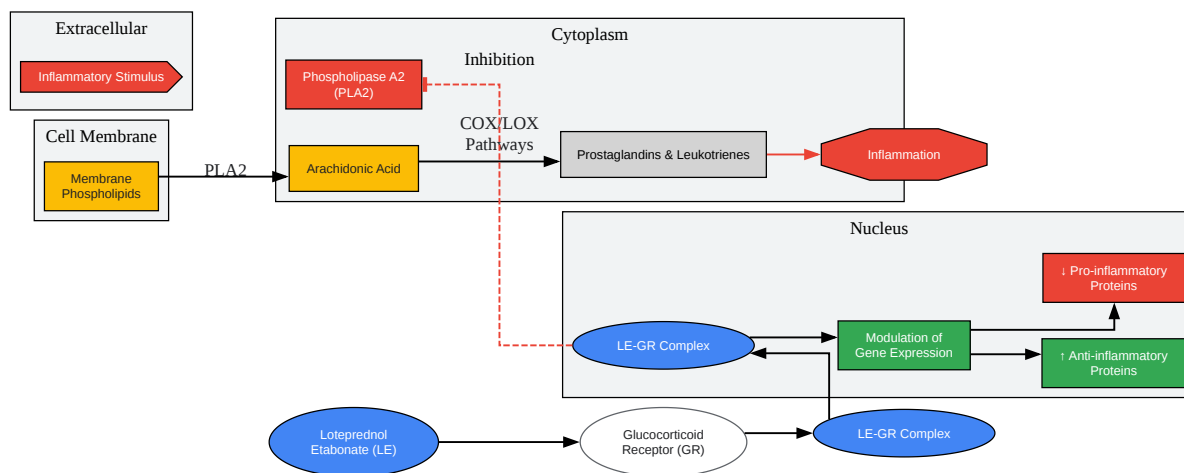 Extracellular
Inflammatory Stimulus
Cytoplasm
Inhibition
Phospholipase A2
(PLA2)
Cell Membrane
Membrane
Phospholipids
PLA2
Arachidonic Acid
COX/LOX
Pathways
Prostaglandins & Leukotrienes
Inflammation
Nucleus
↓ Pro-inflammatory
Proteins
LE-GR Complex
Modulation of
Gene Expression
↑ Anti-inflammatory
Proteins
Loteprednol
Etabonate (LE)
Glucocorticoid
Receptor (GR)
LE-GR Complex